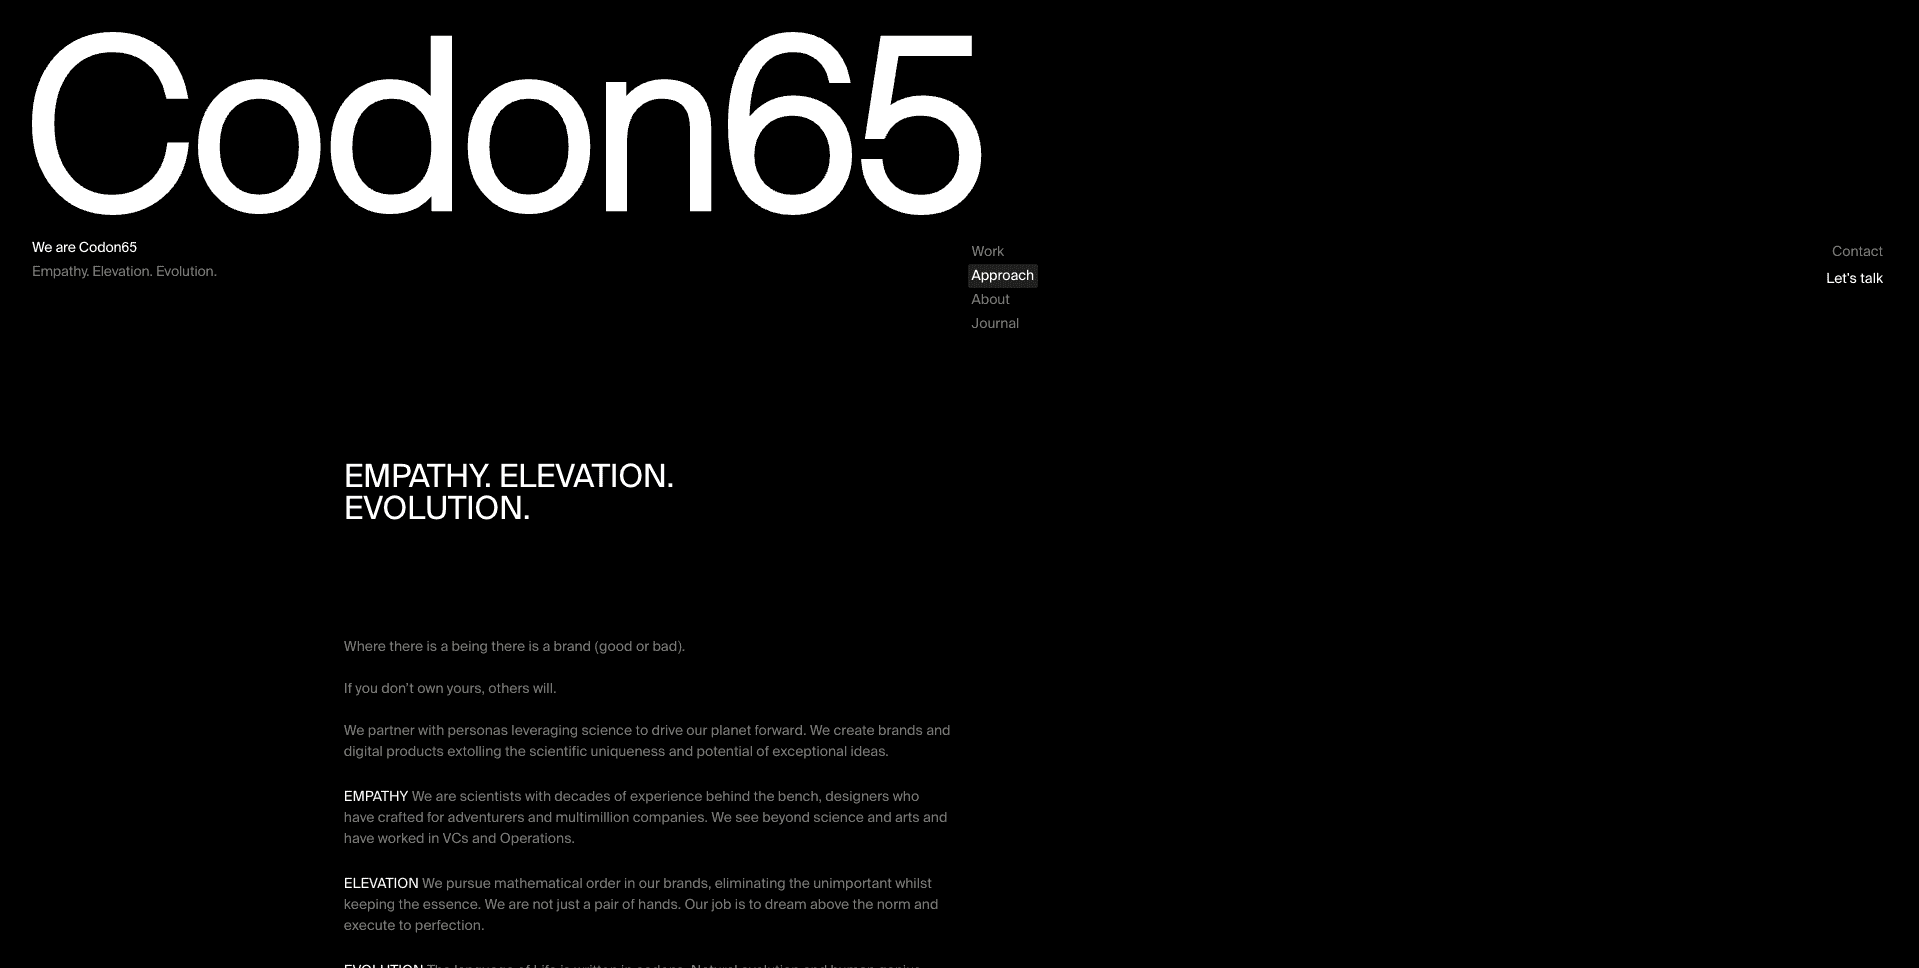 Codon65
We are Codon65
Empathy. Elevation. Evolution.
Work
Approach
About
Journal
Contact
Let's talk
EMPATHY. ELEVATION.
EVOLUTION.
Where there is a being there is a brand (good or bad).
If you don't own yours, others will.
We partner with personas leveraging science to drive our planet forward. We create brands and
digital products extolling the scientific uniqueness and potential of exceptional ideas.
EMPATHY We are scientists with decades of experience behind the bench, designers who
have crafted for adventurers and multimillion companies. We see beyond science and arts and
have worked in VCs and Operations.
ELEVATION We pursue mathematical order in our brands, eliminating the unimportant whilst
keeping the essence. We are not just a pair of hands. Our job is to dream above the norm and
execute to perfection.